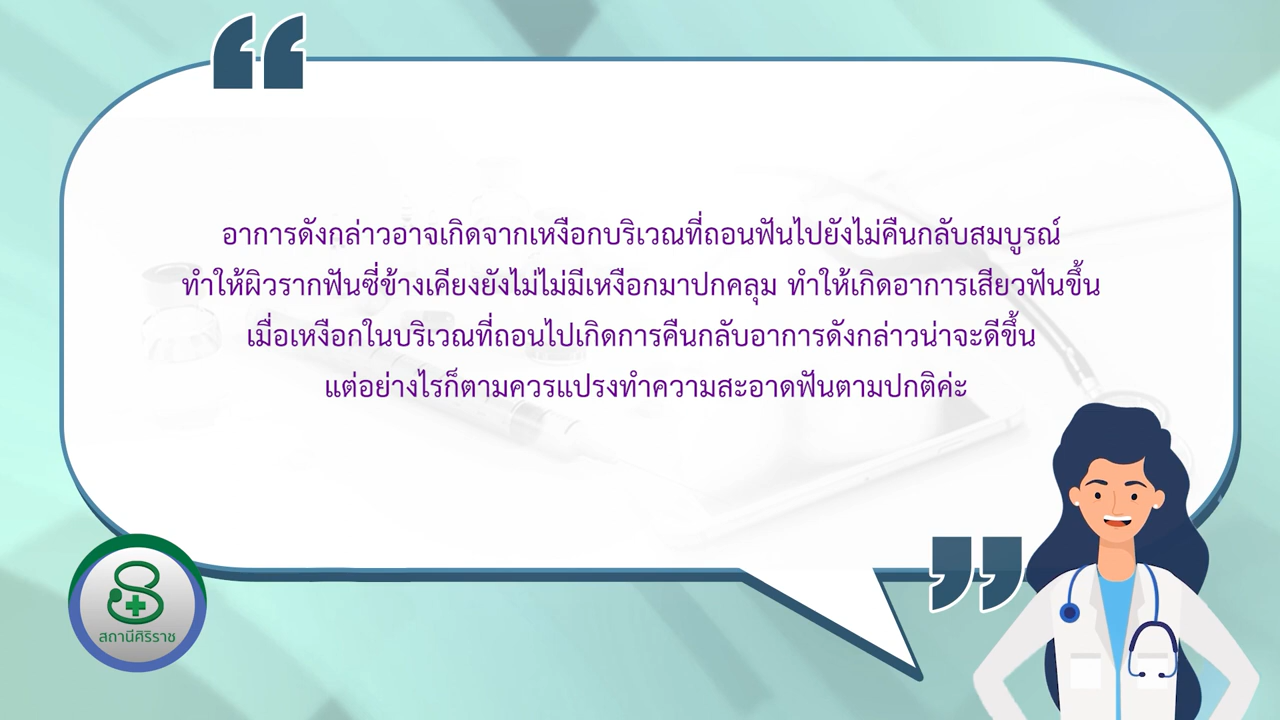 อาการดังกล่าวอาจเกิดจากเหงือกบริเวณที่ถอนฟันไปยังไม่คืนกลับสมบูรณ์
ทำให้ผิวรากฟันซี่ข้างเคียงยังไม่ไม่มีเหงือกมาปกคลุม ทำให้เกิดอาการเสียวฟันขึ้น
เมื่อเหงือกในบริเวณที่ถอนไปเกิดการคืนกลับอาการดังกล่าวน่าจะดีขึ้น
แต่อย่างไรก็ตามควรแปรงทำความสะอาดฟันตามปกติค่ะ
สถานีศิริราช